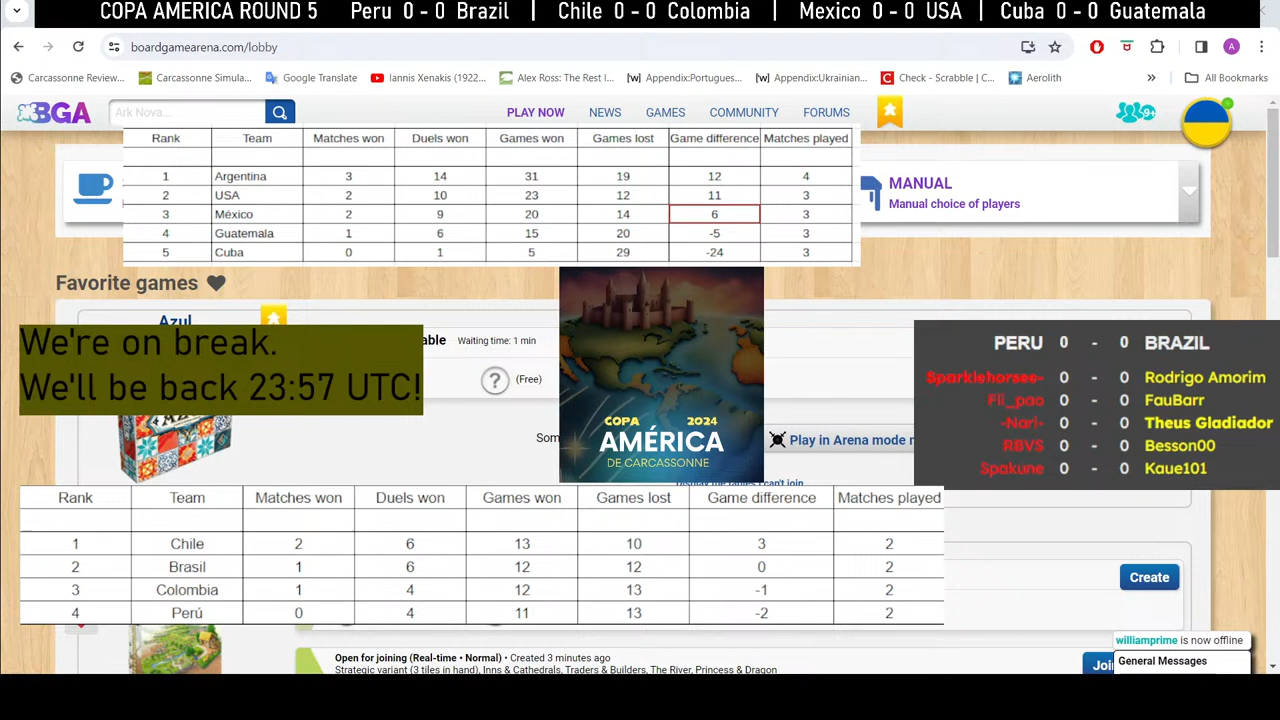 COPA AMERICA ROUND 5 Peru 0 - 0 Brazil | Chile 0 - 0 Colombia | Mexico 0 - 0 USA | Cuba 0 - 0 Guatemala
boardgamearena.com/lobby
A
Carcassonne Review... Carcassonne Simula... Google Translate Iannis Xenakis (1922... Alex Ross: The Rest I... [w] Appendix:Portugues... [w] Appendix:Ukrainian... Check - Scrabble | C... Aerolith » All Bookmarks
BGA Ark Nova... PLAY NOW NEWS GAMES COMMUNITY FORUMS 9+
Rank Team Matches won Duels won Games won Games lost Game difference Matches played
1 Argentina 3 14 31 19 12 4
2 USA 2 10 23 12 11 3
3 México 2 9 20 14 6 3
4 Guatemala 1 6 15 20 -5 3
5 Cuba 0 1 5 29 -24 3
MANUAL
Manual choice of players
Favorite games
Azul
We're on break.
We'll be back 23:57 UTC!
Waiting time: 1 min
? (Free)
COPA 2024
AMÉRICA
DE CARCASSONNE
Play in Arena mode
PERU 0 - 0 BRAZIL
Sparklehorsee- 0 - 0 Rodrigo Amorim
Fli_pao 0 - 0 FauBarr
-Nari- 0 - 0 Theus Gladiador
RBVS 0 - 0 Besson00
Spakune 0 - 0 Kaue101
Rank Team Matches won Duels won Games won Games lost Game difference Matches played
1 Chile 2 6 13 10 3 2
2 Brasil 1 6 12 12 0 2
3 Colombia 1 4 12 13 -1 2
4 Perú 0 4 11 13 -2 2
Create
williamprime is now offline
General Messages
Open for joining (Real-time • Normal) • Created 3 minutes ago
Strategic variant (3 tiles in hand), Inns & Cathedrals, Traders & Builders, The River, Princess & Dragon